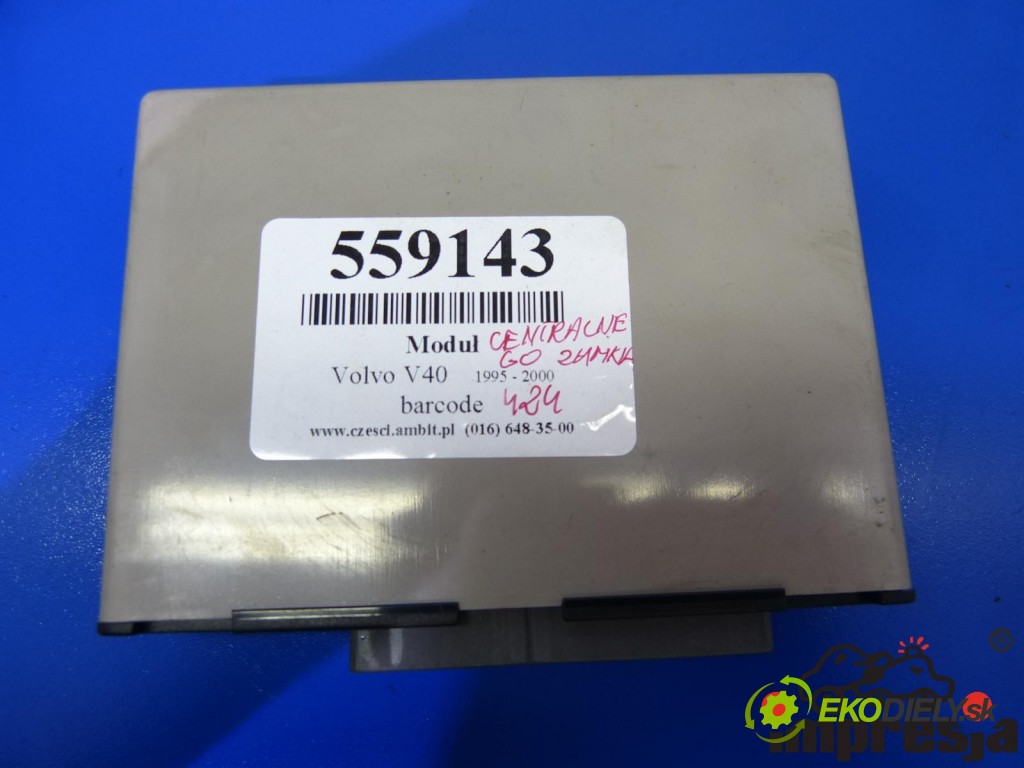 559143
Moduł CENTRALNE
GO ZAMKA
Volvo V40 1995 - 2000
barcode 424
www.czesci.ambit.pl (016) 648-35-00
®
EKODIELY.sk
impresja